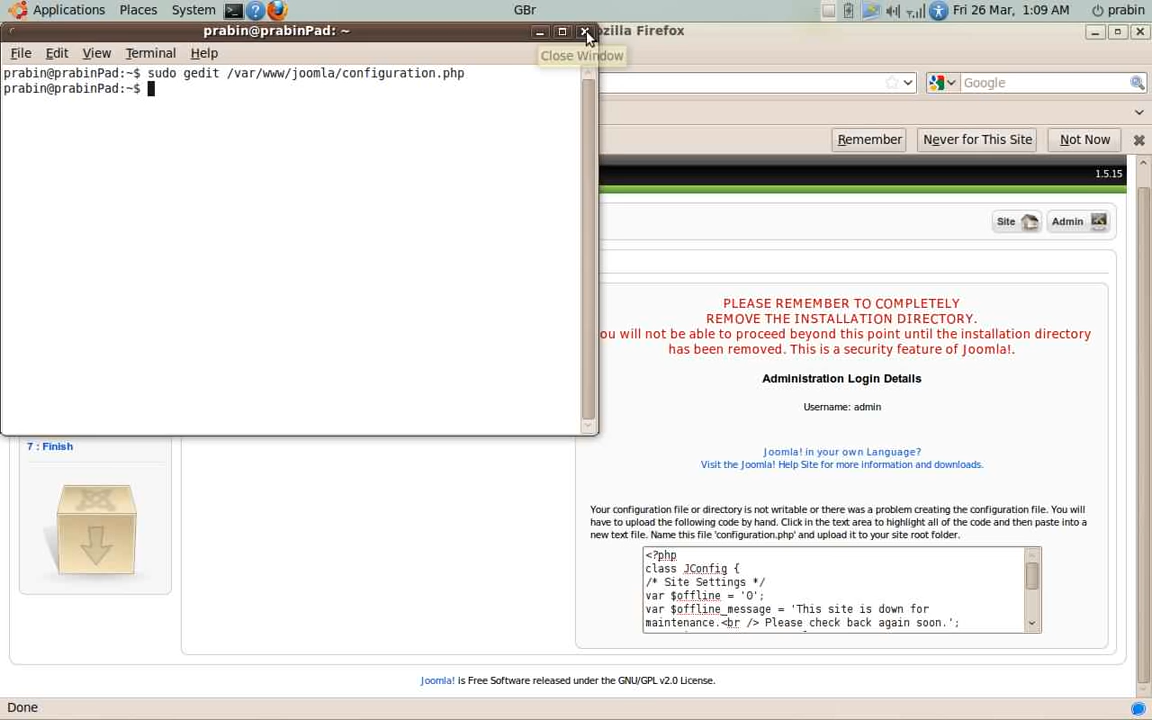 Applications Places System GBr Fri 26 Mar, 1:09 AM prabin
prabin@prabinPad: ~ ozilla Firefox
Close Window
File Edit View Terminal Help
prabin@prabinPad:~$ sudo gedit /var/www/joomla/configuration.php
prabin@prabinPad:~$
Google
Remember Never for This Site Not Now
1.5.15
Site Admin
PLEASE REMEMBER TO COMPLETELY
REMOVE THE INSTALLATION DIRECTORY.
ou will not be able to proceed beyond this point until the installation directory
has been removed. This is a security feature of Joomla!.
Administration Login Details
Username: admin
7 : Finish
Joomla! in your own Language?
Visit the Joomla! Help Site for more information and downloads.
Your configuration file or directory is not writable or there was a problem creating the configuration file. You will
have to upload the following code by hand. Click in the text area to highlight all of the code and then paste into a
new text file. Name this file 'configuration.php' and upload it to your site root folder.
<?php
class JConfig {
/* Site Settings */
var $offline = '0';
var $offline_message = 'This site is down for
maintenance.<br /> Please check back again soon.';
Joomla! is Free Software released under the GNU/GPL v2.0 License.
Done